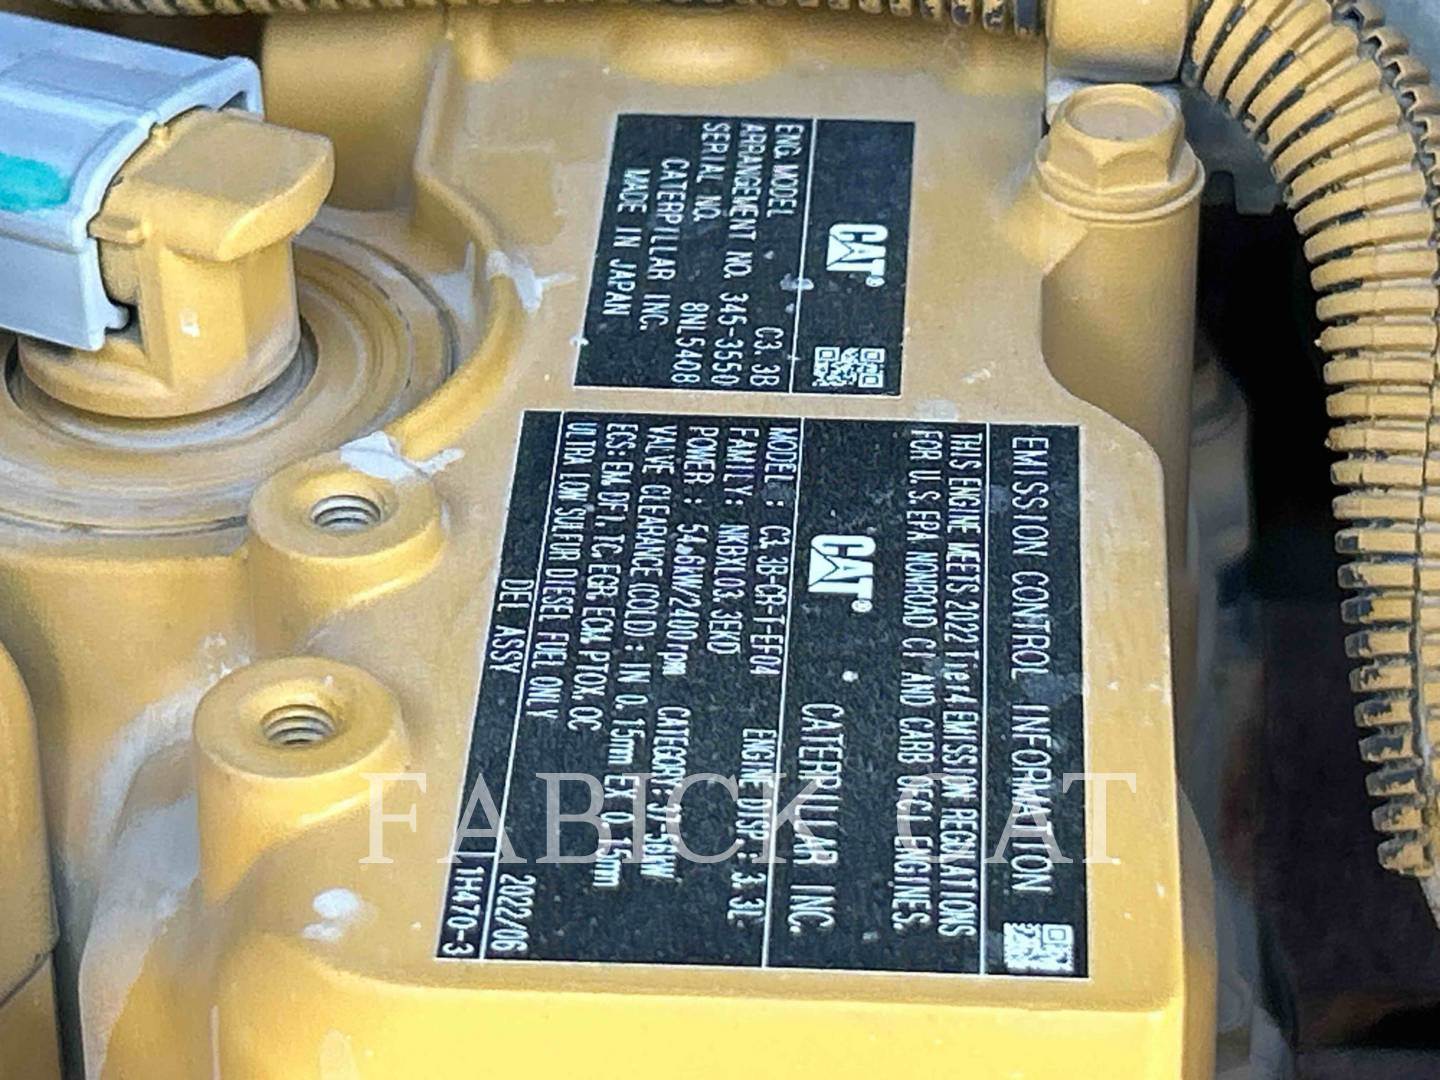 CAT®
ENG. MODEL C3.3B
ARRANGEMENT NO. 345-3550
SERIAL NO. 8NL5408
CATERPILLAR INC.
MADE IN JAPAN
EMISSION CONTROL INFORMATION
THIS ENGINE MEETS 2022 Tier4 EMISSION REGULATIONS
FOR U.S. EPA NONROAD CI AND CARB ORCI ENGINES.
CAT® CATERPILLAR INC.
MODEL : C3.3B-CR-T-EF04 ENGINE DISP.: 3.3L
FAMILY: NKBXL03.3EKD
POWER : 54.6kW/2400rpm CATEGORY: 37-56kW
VALVE CLEARANCE (COLD) : IN 0.15mm EX 0.15mm
ECS: EM DFI, TC, EGR, ECM PTOX, OC
ULTRA LOW SULFUR DIESEL FUEL ONLY
2022/06
DEL ASSY 1H470-3
FABICK CAT